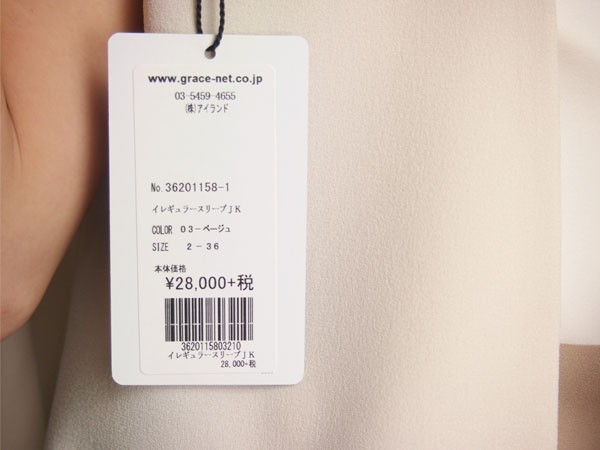 www.grace-net.co.jp
03-5459-4655
(株)アイランド
No.36201158-1
イレギュラースリーブJK
COLOR 03-ベージュ
SIZE 2-36
本体価格
¥28,000+税
3620115803210
イレギュラースリーブJK
28,000+税